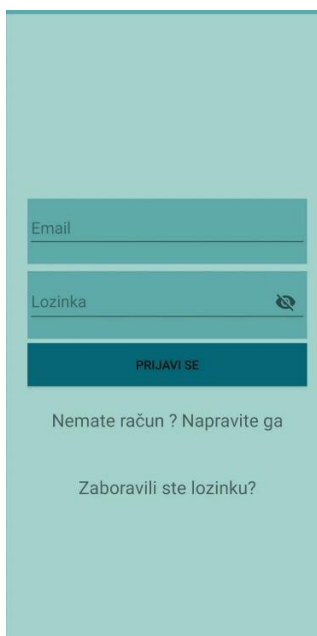 Email
Lozinka
PRIJAVI SE
Nemate račun ? Napravite ga
Zaboravili ste lozinku?